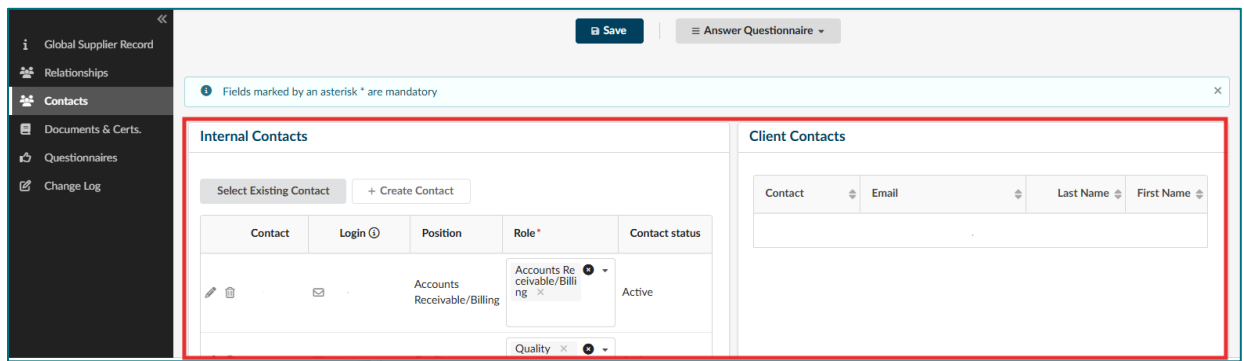 Save
Answer Questionnaire
Global Supplier Record
Relationships
Contacts
Documents & Certs.
Questionnaires
Change Log
Fields marked by an asterisk * are mandatory
Internal Contacts
Select Existing Contact
+ Create Contact
Contact Login Position Role* Contact status
Accounts
Receivable/Billing
Accounts Re
ceivable/Billi
ng
Active
Quality
Client Contacts
Contact Email Last Name First Name